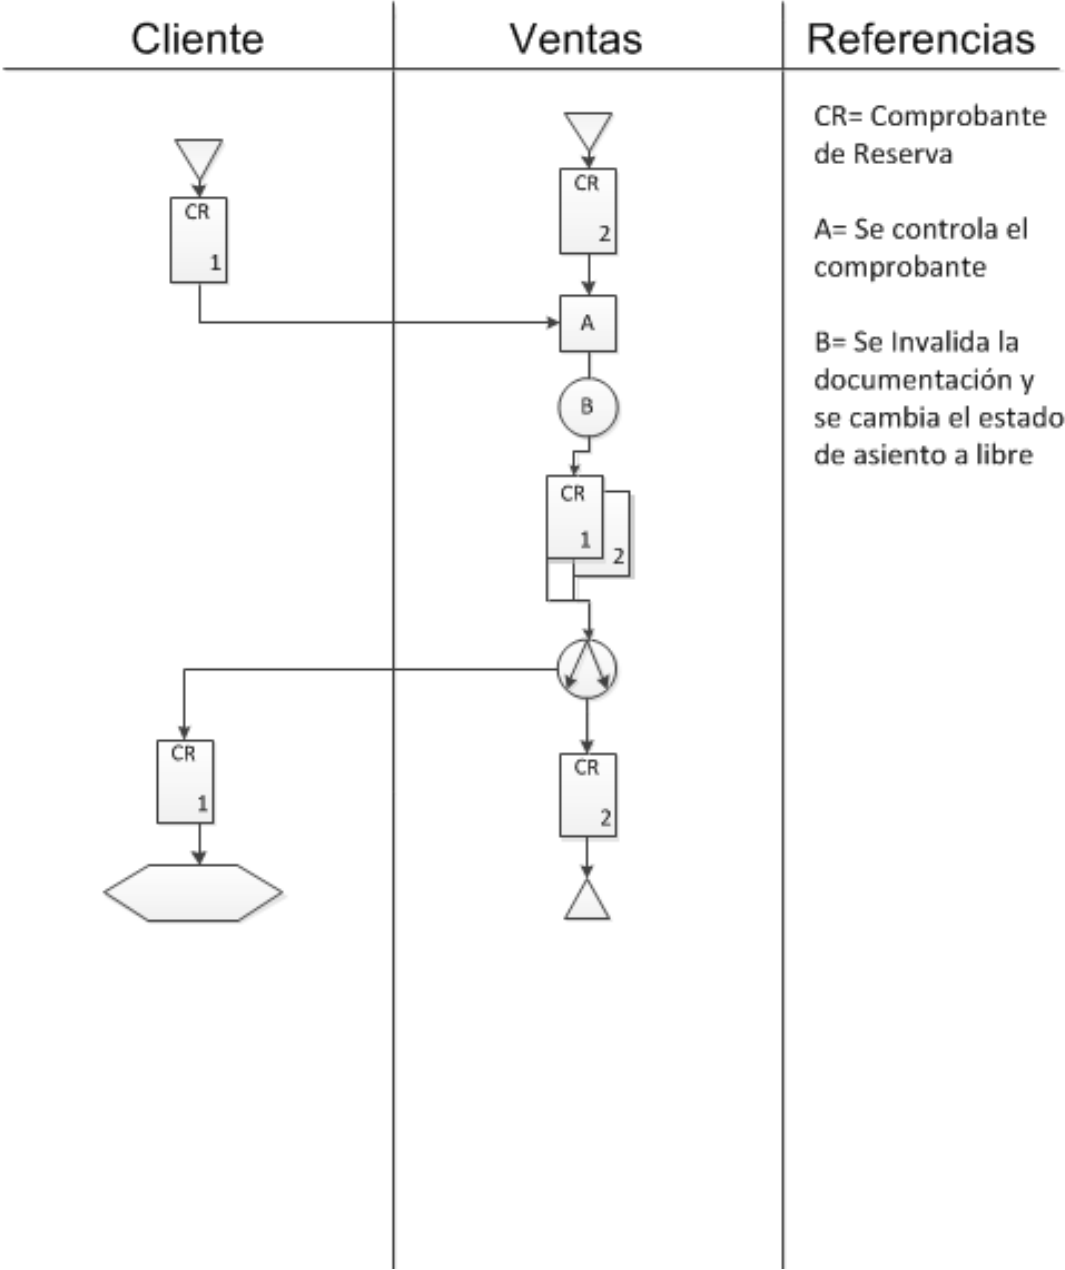 Cliente
Ventas
Referencias
CR= Comprobante
de Reserva
A= Se controla el
comprobante
B= Se Invalida la
documentación y
se cambia el estado
de asiento a libre
CR
2
CR
1
A
B
CR
1
2
CR
1
CR
2